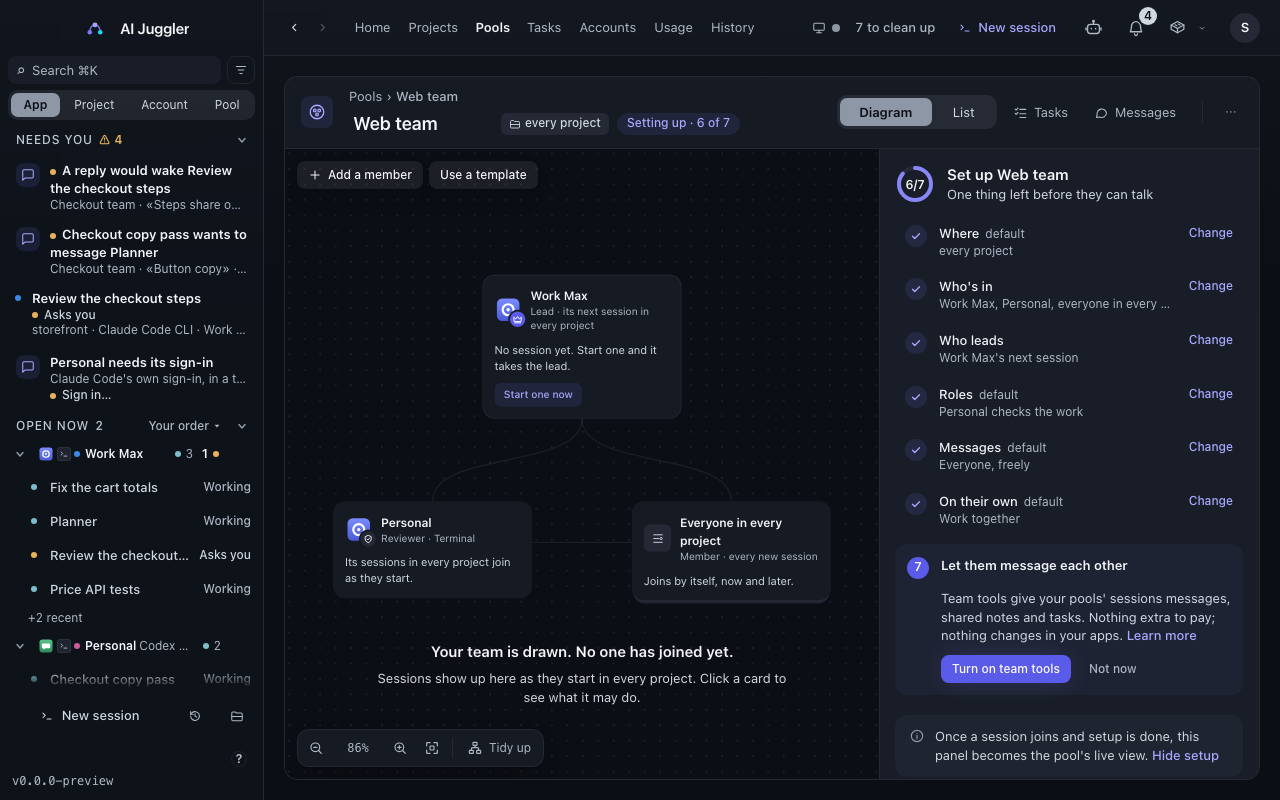 AI Juggler
Search ⌘K
App
Project
Account
Pool
NEEDS YOU 4
A reply would wake Review
the checkout steps
Checkout team · «Steps share o...
Checkout copy pass wants to
message Planner
Checkout team · «Button copy» ·...
Review the checkout steps
Asks you
storefront · Claude Code CLI · Work ...
Personal needs its sign-in
Claude Code's own sign-in, in a t...
Sign in...
OPEN NOW 2
Your order
Work Max
3 1
Fix the cart totals
Working
Planner
Working
Review the checkout...
Asks you
Price API tests
Working
+2 recent
Personal Codex ...
2
Checkout copy pass
Working
New session
?
v0.0.0-preview
Home
Projects
Pools
Tasks
Accounts
Usage
History
7 to clean up
New session
4
S
Pools › Web team
Web team
every project
Setting up · 6 of 7
Diagram
List
Tasks
Messages
...
Add a member
Use a template
Work Max
Lead · its next session in
every project
No session yet. Start one and it
takes the lead.
Start one now
Personal
Reviewer · Terminal
Its sessions in every project join
as they start.
Everyone in every
project
Member · every new session
Joins by itself, now and later.
Your team is drawn. No one has joined yet.
Sessions show up here as they start in every project. Click a card to
see what it may do.
86%
Tidy up
6/7
Set up Web team
One thing left before they can talk
Where default
every project
Change
Who's in
Work Max, Personal, everyone in every ...
Change
Who leads
Work Max's next session
Change
Roles default
Personal checks the work
Change
Messages default
Everyone, freely
Change
On their own default
Work together
Change
7
Let them message each other
Team tools give your pools' sessions messages,
shared notes and tasks. Nothing extra to pay;
nothing changes in your apps. Learn more
Turn on team tools
Not now
Once a session joins and setup is done, this
panel becomes the pool's live view. Hide setup